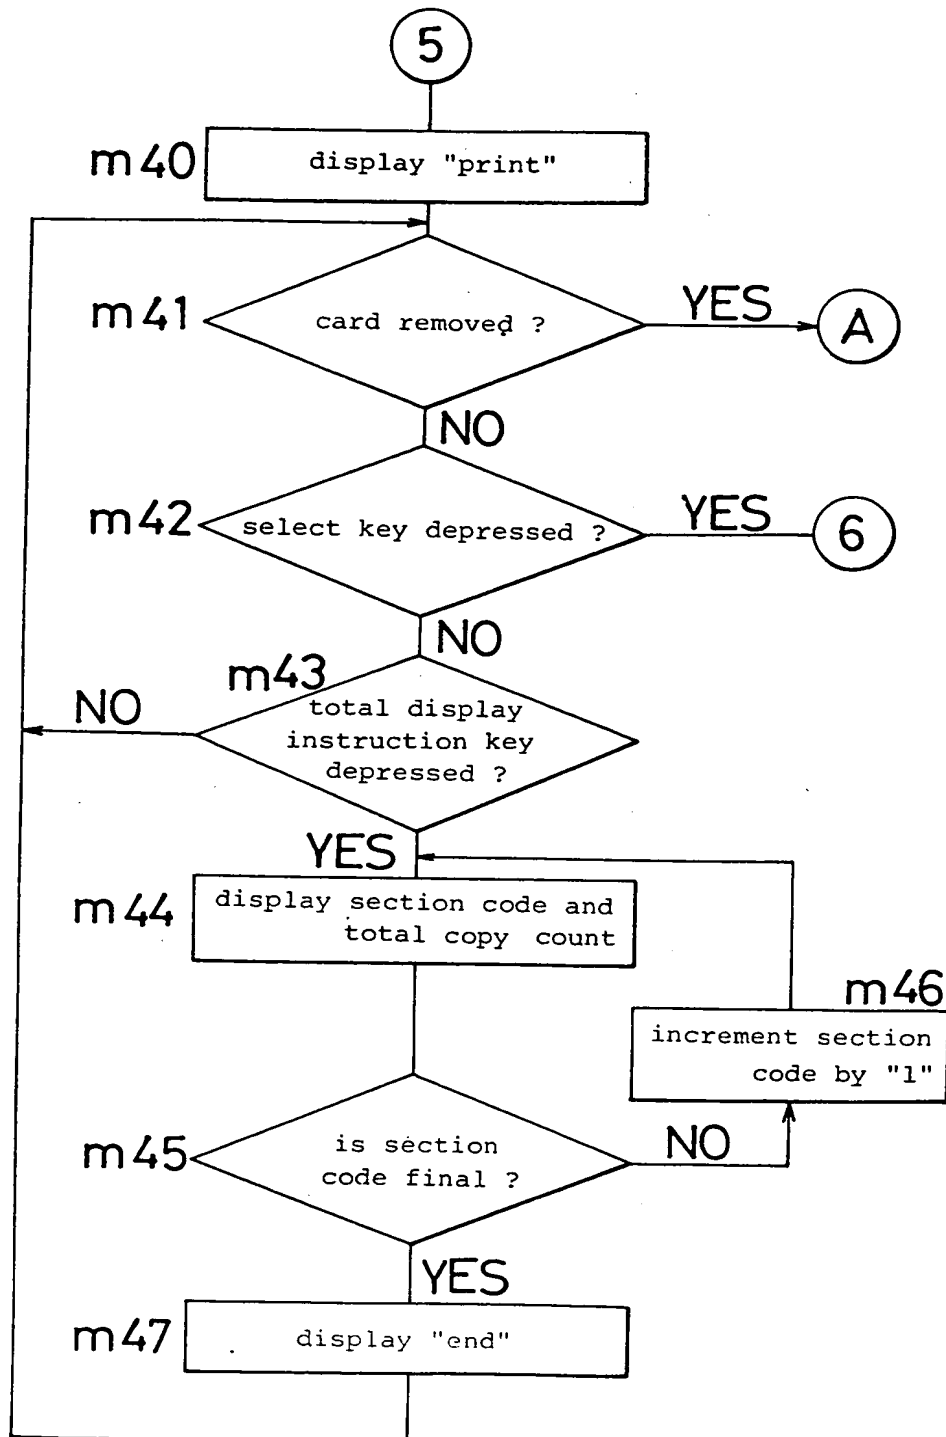 5
m40
display "print"
m41
card removed ?
YES
A
NO
m42
select key depressed ?
YES
6
NO
m43
NO
total display
instruction key
depressed ?
YES
m44
display section code and
total copy count
m46
increment section
code by "1"
m45
is section
code final ?
NO
YES
m47
display "end"